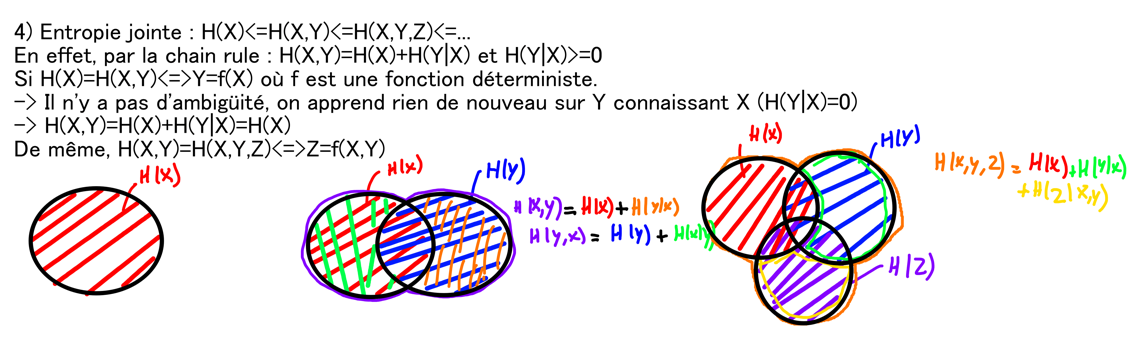 4) Entropie jointe : H(X)<=H(X,Y)<=H(X,Y,Z)<=...
En effet, par la chain rule : H(X,Y)=H(X)+H(Y|X) et H(Y|X)>=0
Si H(X)=H(X,Y)<=>Y=f(X) où f est une fonction déterministe.
-> Il n'y a pas d'ambigüité, on apprend rien de nouveau sur Y connaissant X (H(Y|X)=0)
-> H(X,Y)=H(X)+H(Y|X)=H(X)
De même, H(X,Y)=H(X,Y,Z)<=>Z=f(X,Y)
H(X)
H(X)
H(Y)
H(X,Y)=H(X)+H(Y|X)
H(Y,X)=H(Y)+H(X|Y)
H(X)
H(Y)
H(Z)
H(X,Y,Z)=H(X)+H(Y|X)
+H(Z|X,Y)